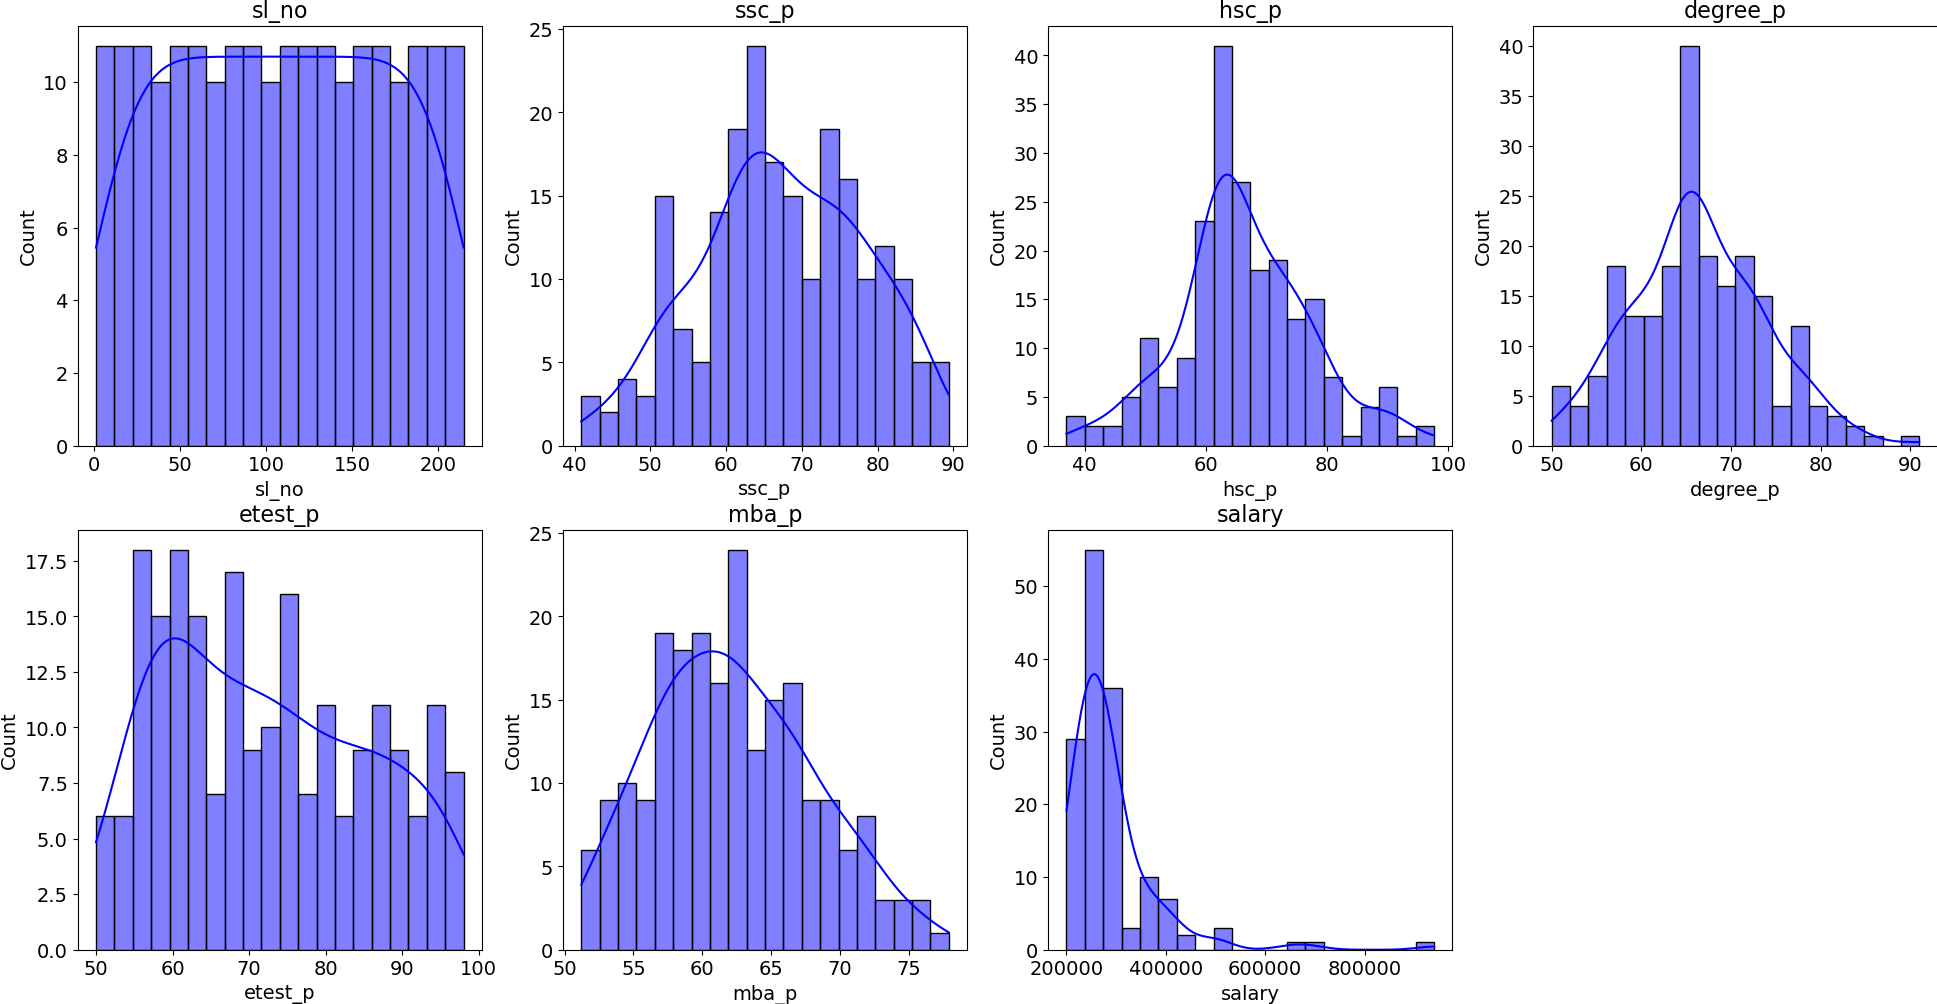 sl_no
ssc_p
hsc_p
degree_p
Count
10
8
6
4
2
0
0 50 100 150 200
sl_no
Count
25
20
15
10
5
0
40 50 60 70 80 90
ssc_p
Count
40
35
30
25
20
15
10
5
0
40 60 80 100
hsc_p
Count
40
35
30
25
20
15
10
5
0
50 60 70 80 90
degree_p
etest_p
mba_p
salary
Count
17.5
15.0
12.5
10.0
7.5
5.0
2.5
0.0
50 60 70 80 90 100
etest_p
Count
25
20
15
10
5
0
50 55 60 65 70 75
mba_p
Count
50
40
30
20
10
0
200000 400000 600000 800000
salary